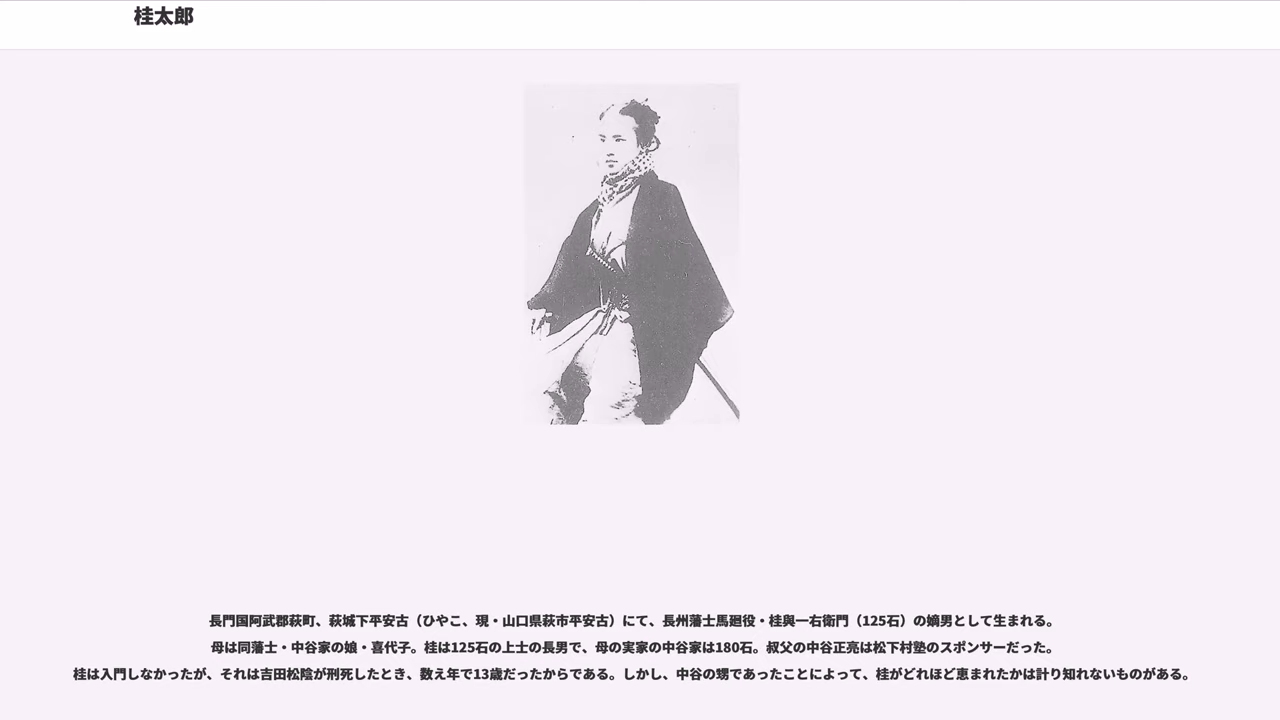 桂太郎
長門国阿武郡萩町、萩城下平安古（ひやこ、現・山口県萩市平安古）にて、長州藩士馬廻役・桂與一右衛門（125石）の嫡男として生まれる。
母は同藩士・中谷家の娘・喜代子。桂は125石の上士の長男で、母の実家の中谷家は180石。叔父の中谷正亮は松下村塾のスポンサーだった。
桂は入門しなかったが、それは吉田松陰が刑死したとき、数え年で13歳だったからである。しかし、中谷の甥であったことによって、桂がどれほど恵まれたかは計り知れないものがある。